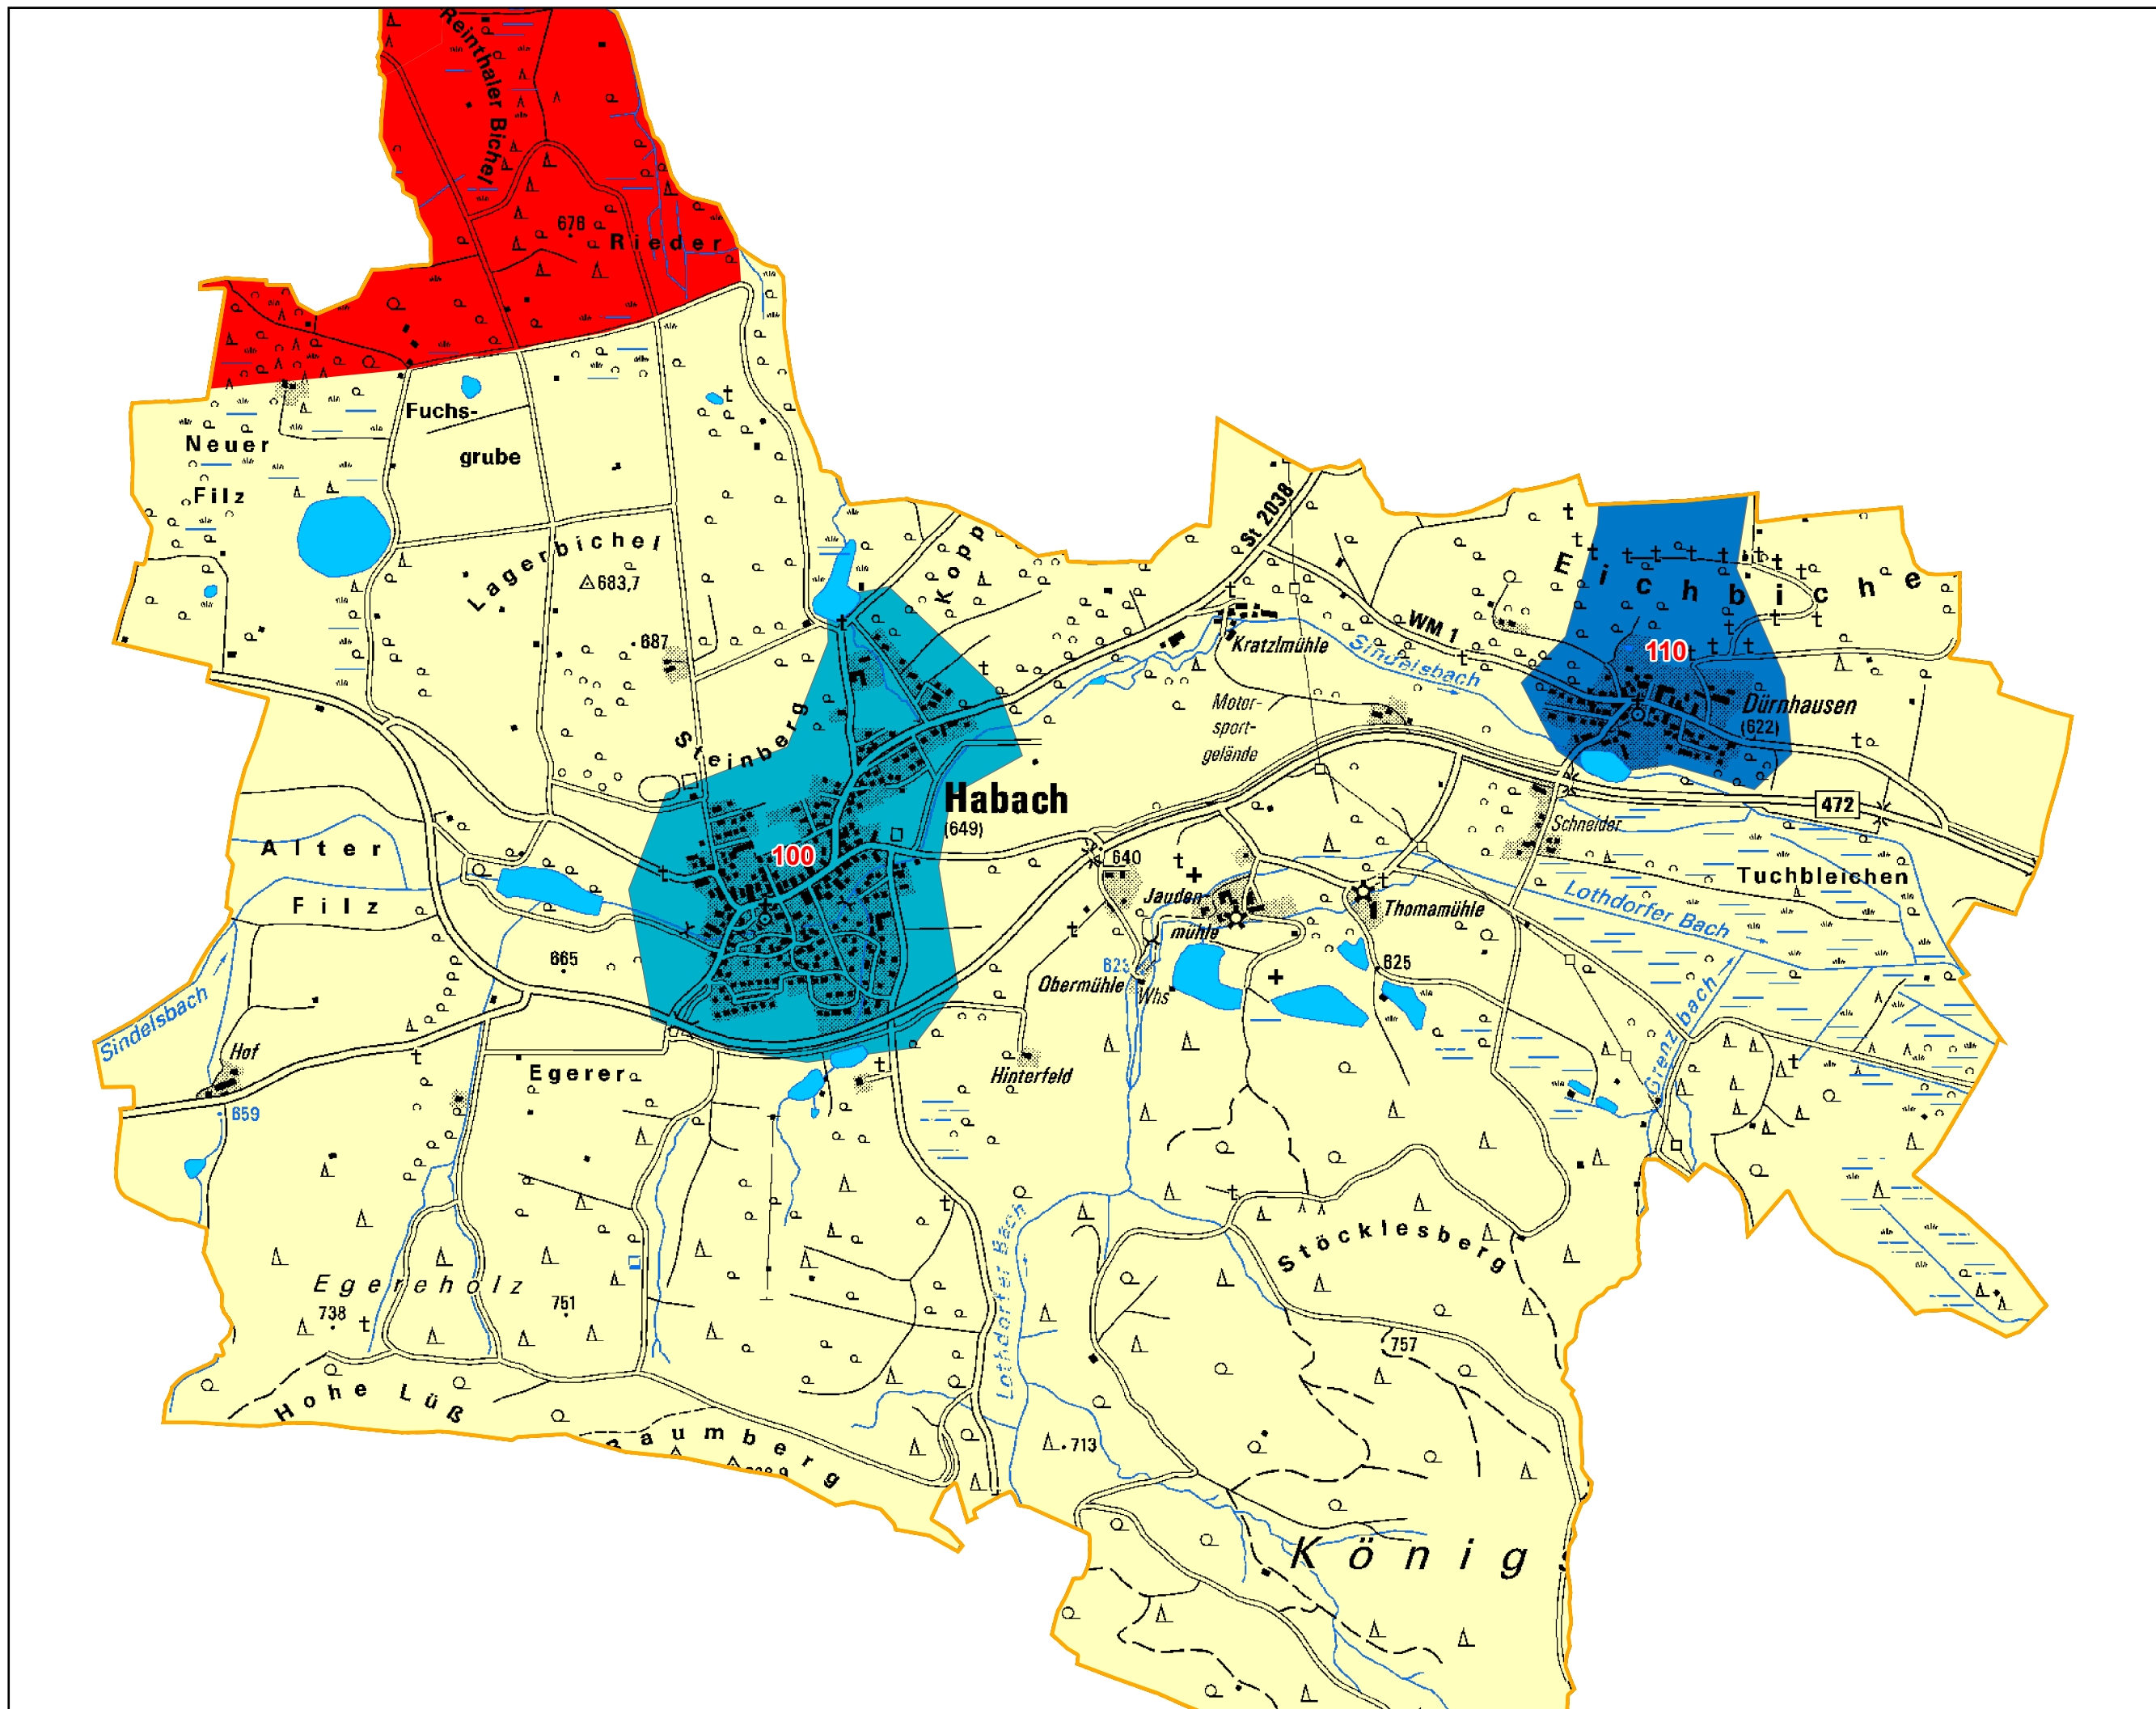 Reinthaler Bichel
678
Rieder
Fuchs-
grube
Neuer
Filz
Lagerbichel
683,7
687
Kopp
St 2038
Kratzlmühle
WM 1
Sindelsbach
Eichbiche
110
Dürnhausen
(622)
Motor-
sport-
gelände
Steinberg
Habach
(649)
100
472
Schneider
Tuchbleichen
Alter
Filz
640
Jauden-
mühle
Thomamühle
Lothdorfer Bach
665
625
Obermühle
Whs
Sindelsbach
Hof
659
Egerer
Hinterfeld
Grenzbach
Lothdorfer Bach
Stöcklesberg
Egereholz
738
751
757
Hohe Lüß
Baumberg
713
König